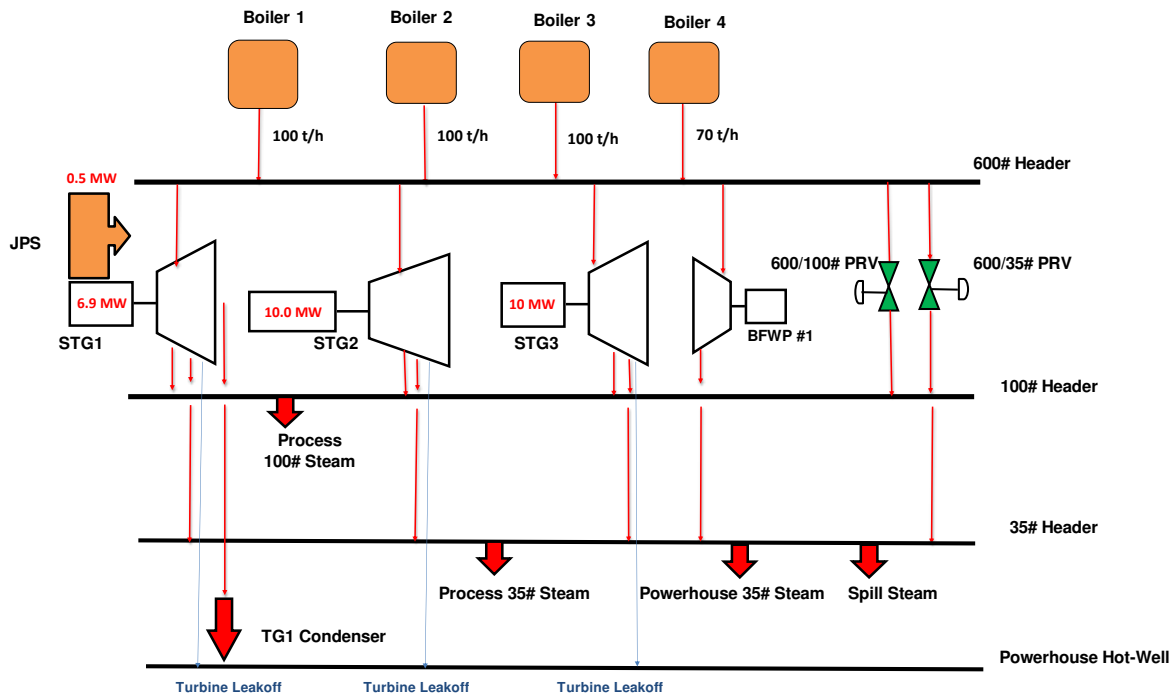 Boiler 1
Boiler 2
Boiler 3
Boiler 4
100 t/h
100 t/h
100 t/h
70 t/h
600# Header
0.5 MW
JPS
6.9 MW
STG1
10.0 MW
STG2
10 MW
STG3
BFWP #1
600/100# PRV
600/35# PRV
100# Header
Process
100# Steam
35# Header
Process 35# Steam
Powerhouse 35# Steam
Spill Steam
TG1 Condenser
Powerhouse Hot-Well
Turbine Leakoff
Turbine Leakoff
Turbine Leakoff